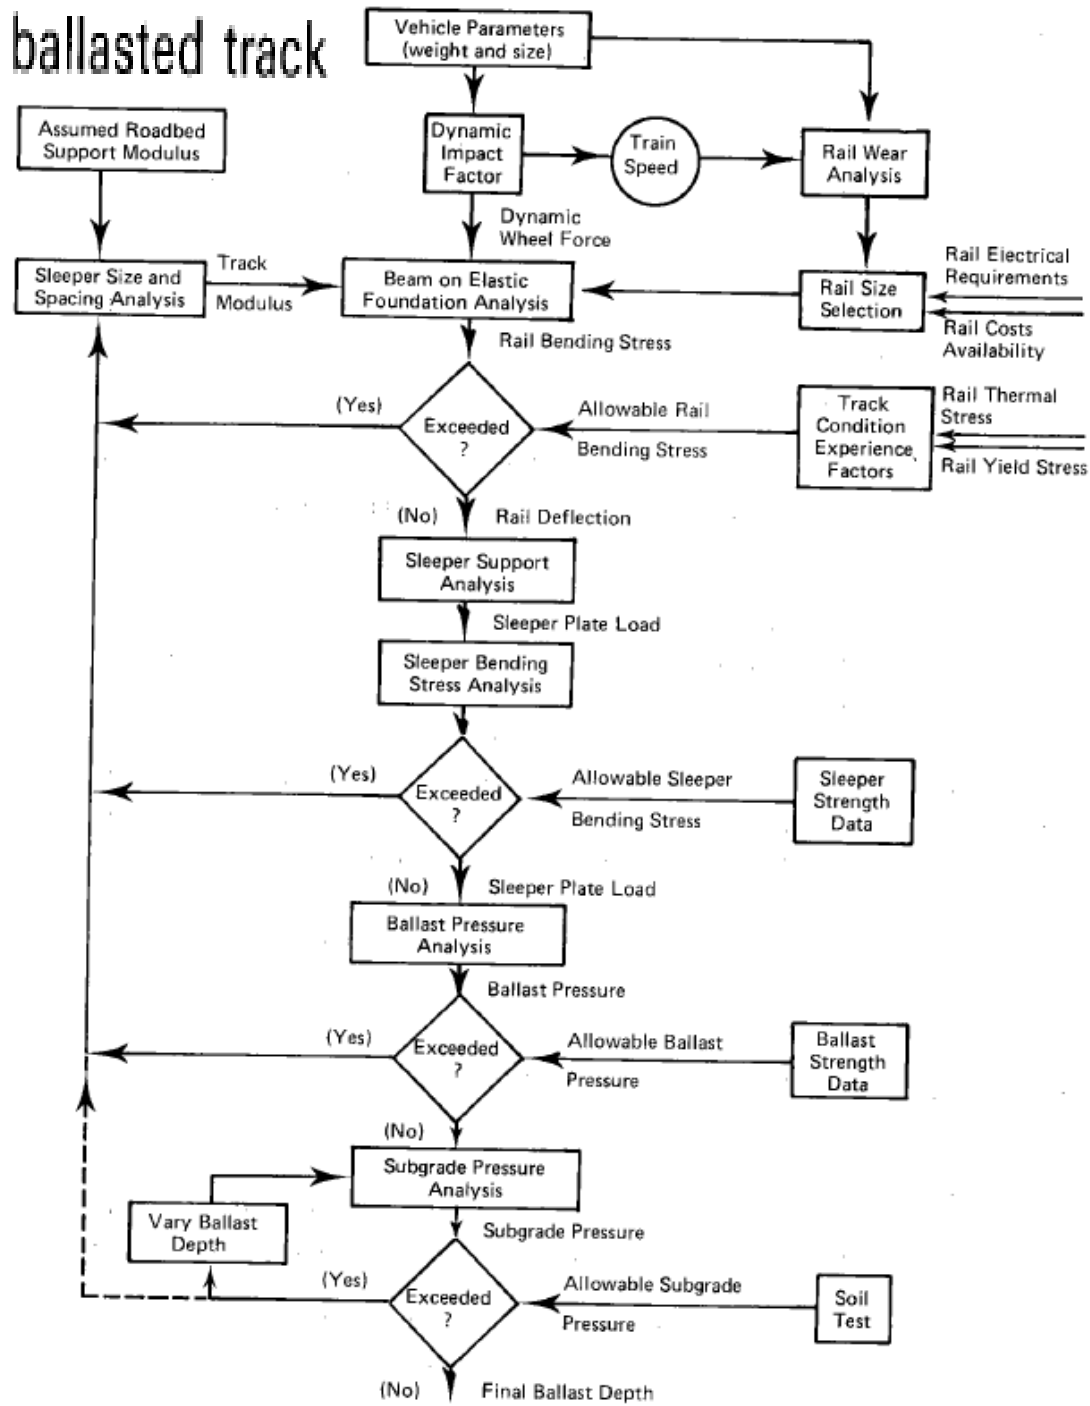 ballasted track
Vehicle Parameters
(weight and size)
Assumed Roadbed
Support Modulus
Dynamic
Impact
Factor
Train
Speed
Rail Wear
Analysis
Dynamic
Wheel Force
Sleeper Size and
Spacing Analysis
Track
Modulus
Beam on Elastic
Foundation Analysis
Rail Size
Selection
Rail Electrical
Requirements
Rail Costs
Availability
Rail Bending Stress
(Yes)
Exceeded
?
Allowable Rail
Bending Stress
Track
Condition
Experience
Factors
Rail Thermal
Stress
Rail Yield Stress
(No)
Rail Deflection
Sleeper Support
Analysis
Sleeper Plate Load
Sleeper Bending
Stress Analysis
(Yes)
Exceeded
?
Allowable Sleeper
Bending Stress
Sleeper
Strength
Data
(No)
Sleeper Plate Load
Ballast Pressure
Analysis
Ballast Pressure
(Yes)
Exceeded
?
Allowable Ballast
Pressure
Ballast
Strength
Data
(No)
Subgrade Pressure
Analysis
Vary Ballast
Depth
Subgrade Pressure
(Yes)
Exceeded
?
Allowable Subgrade
Pressure
Soil
Test
(No)
Final Ballast Depth